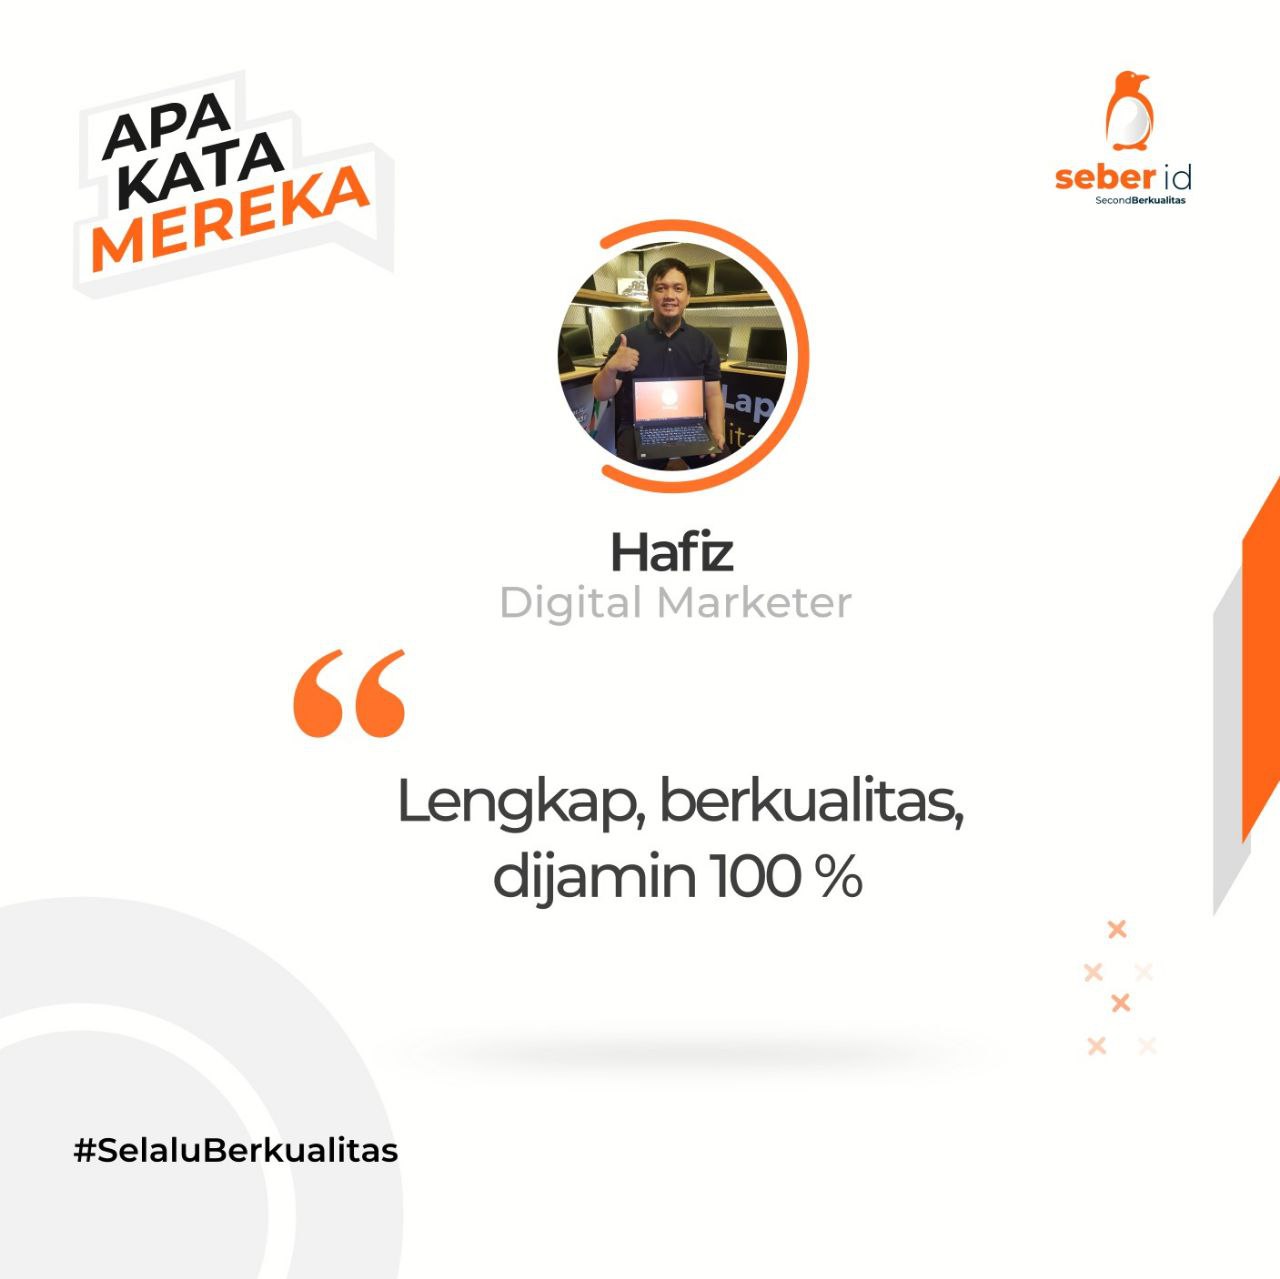 APA
KATA
MEREKA
seber id
SecondBerkualitas
Hafiz
Digital Marketer
“
Lengkap, berkualitas,
dijamin 100 %
#SelaluBerkualitas